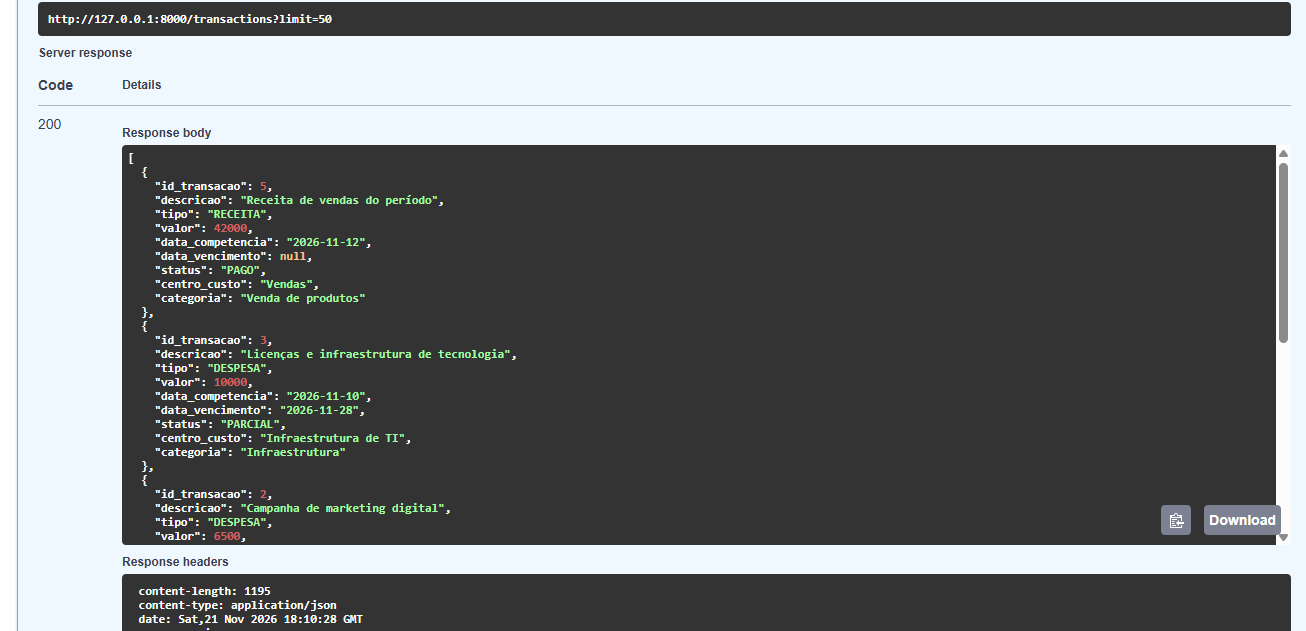 http://127.0.0.1:8000/transactions?limit=50
Server response
Code Details
200
Response body
[
  {
    "id_transacao": 5,
    "descricao": "Receita de vendas do período",
    "tipo": "RECEITA",
    "valor": 42000,
    "data_competencia": "2026-11-12",
    "data_vencimento": null,
    "status": "PAGO",
    "centro_custo": "Vendas",
    "categoria": "Venda de produtos"
  },
  {
    "id_transacao": 3,
    "descricao": "Licenças e infraestrutura de tecnologia",
    "tipo": "DESPESA",
    "valor": 10000,
    "data_competencia": "2026-11-10",
    "data_vencimento": "2026-11-28",
    "status": "PARCIAL",
    "centro_custo": "Infraestrutura de TI",
    "categoria": "Infraestrutura"
  },
  {
    "id_transacao": 2,
    "descricao": "Campanha de marketing digital",
    "tipo": "DESPESA",
    "valor": 6500,
Download
Response headers
content-length: 1195
content-type: application/json
date: Sat,21 Nov 2026 18:10:28 GMT